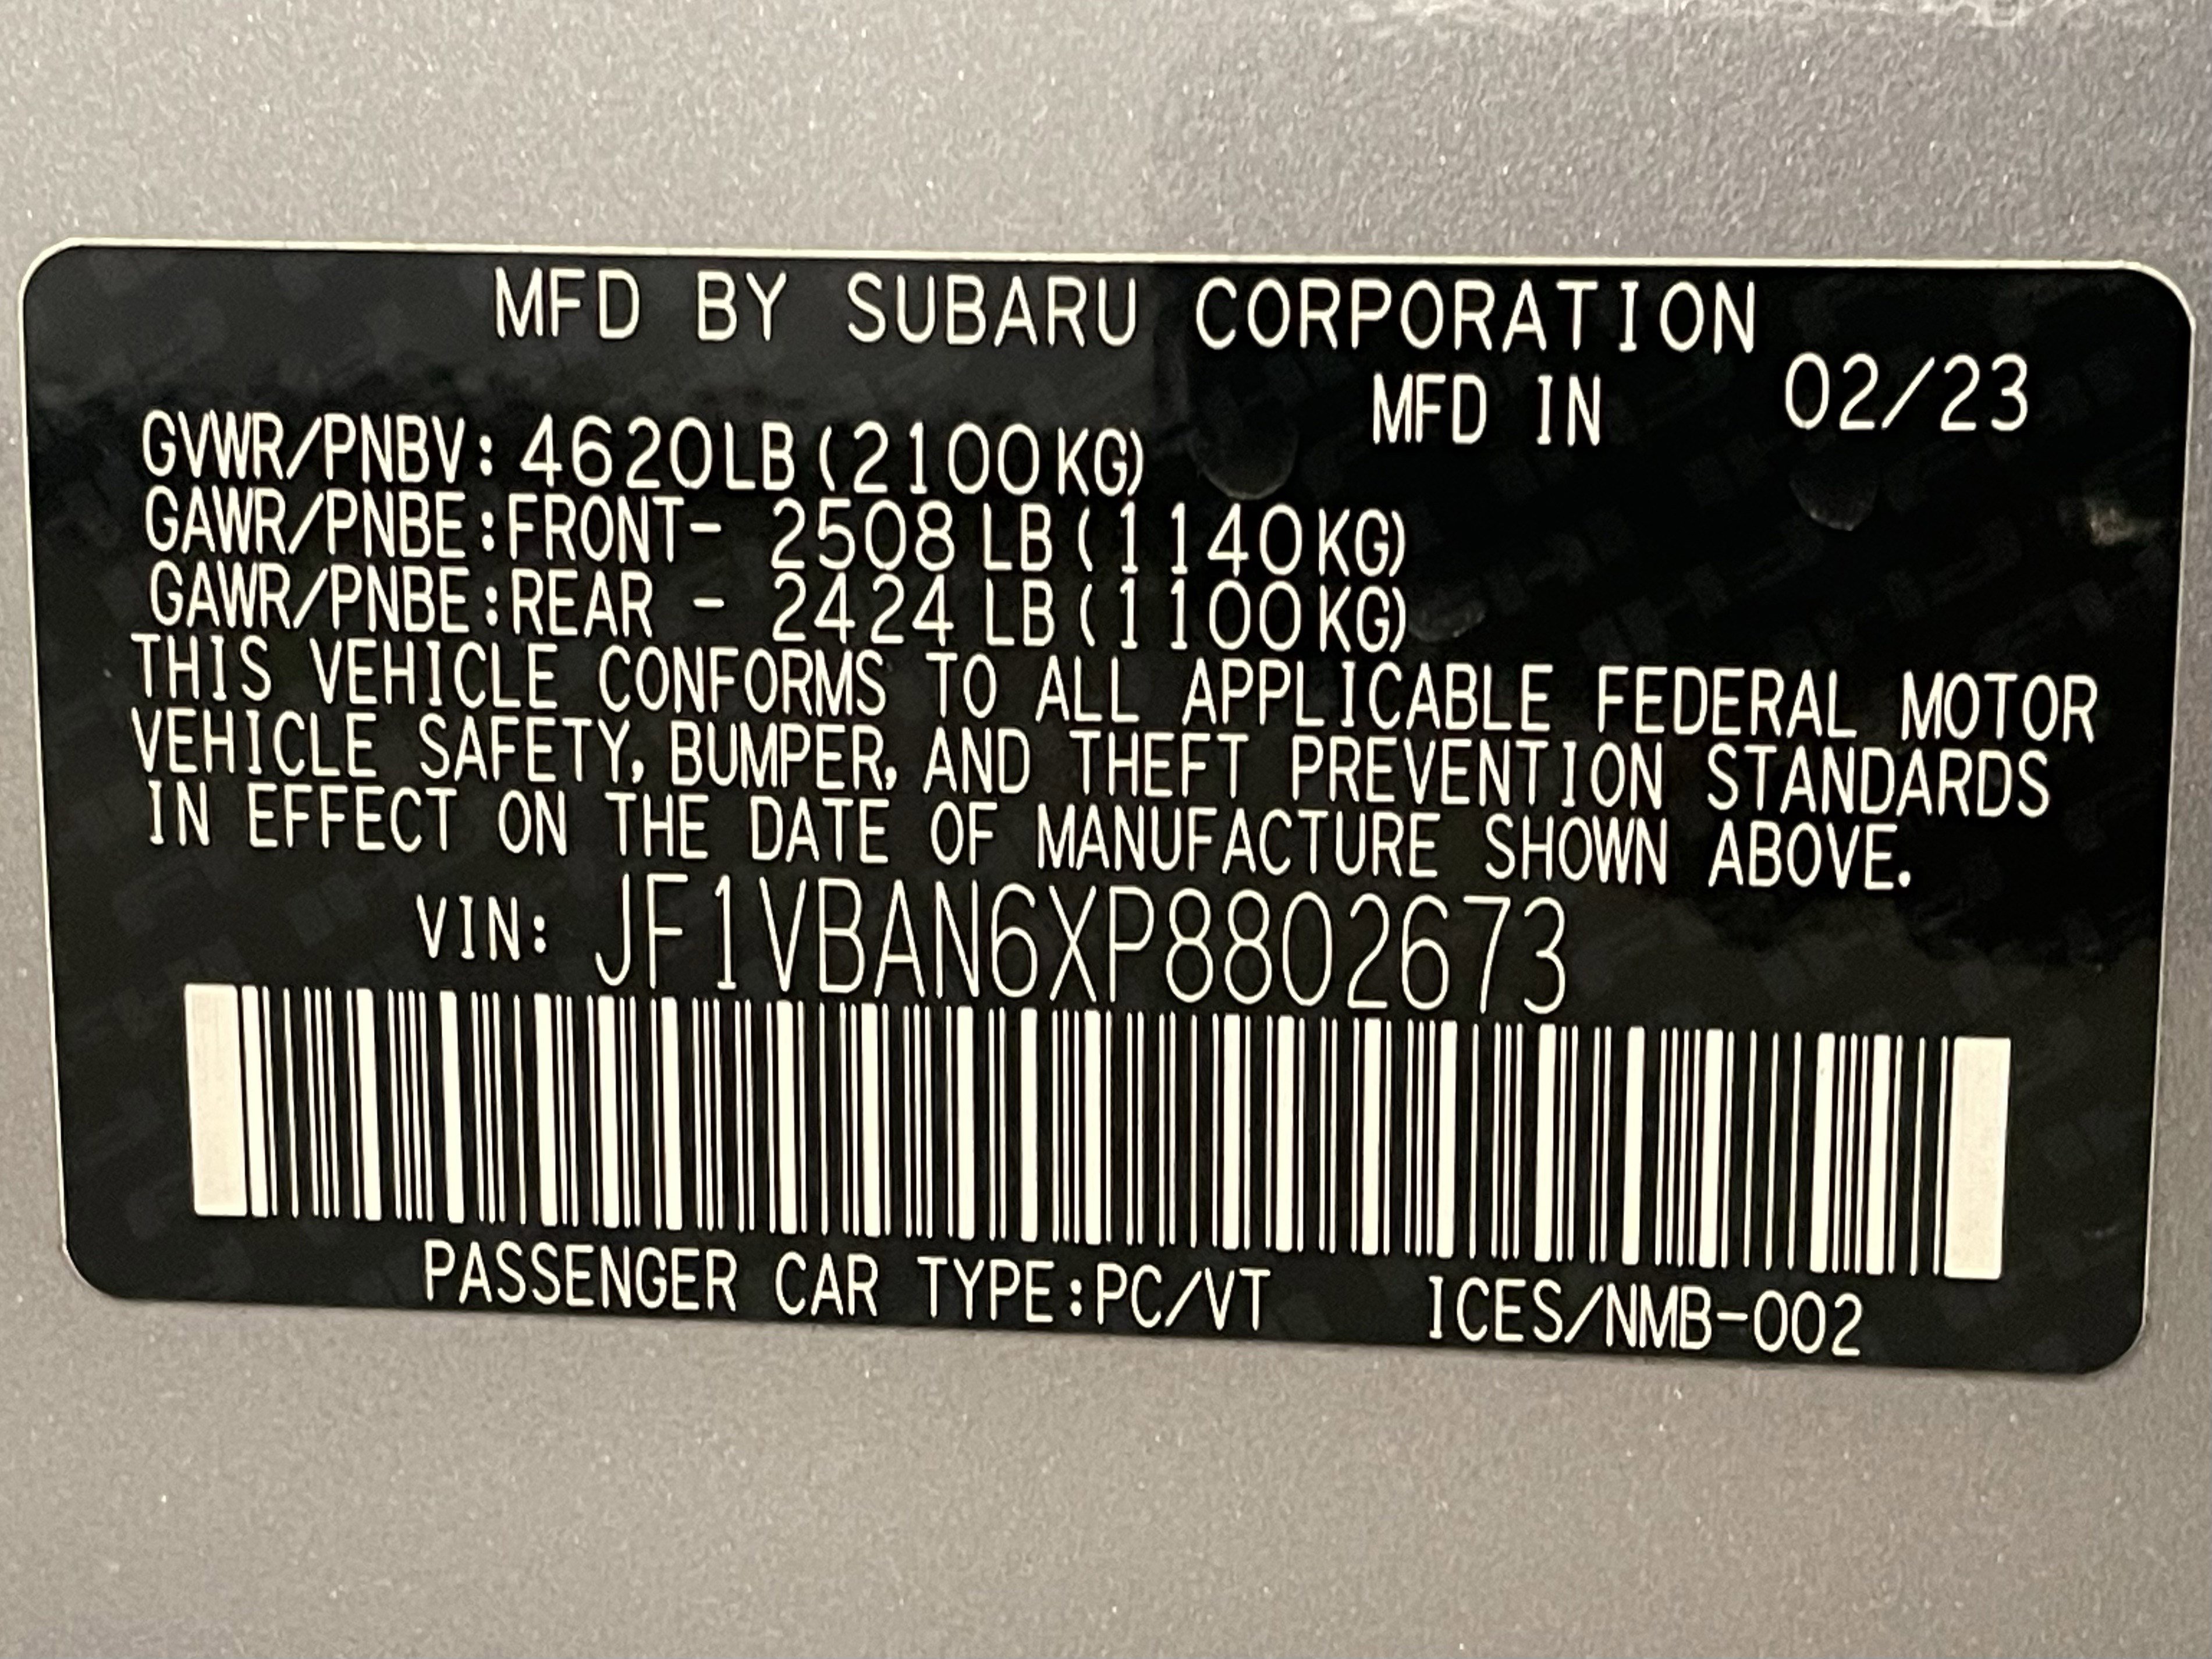 MFD BY SUBARU CORPORATION
MFD IN 02/23
GVWR/PNBV: 4620LB (2100KG)
GAWR/PNBE:FRONT- 2508 LB (1140KG)
GAWR/PNBE:REAR - 2424 LB (1100KG)
THIS VEHICLE CONFORMS TO ALL APPLICABLE FEDERAL MOTOR
VEHICLE SAFETY, BUMPER, AND THEFT PREVENTION STANDARDS
IN EFFECT ON THE DATE OF MANUFACTURE SHOWN ABOVE.
VIN: JF1VBAN6XP8802673
PASSENGER CAR TYPE:PC/VT ICES/NMB-002